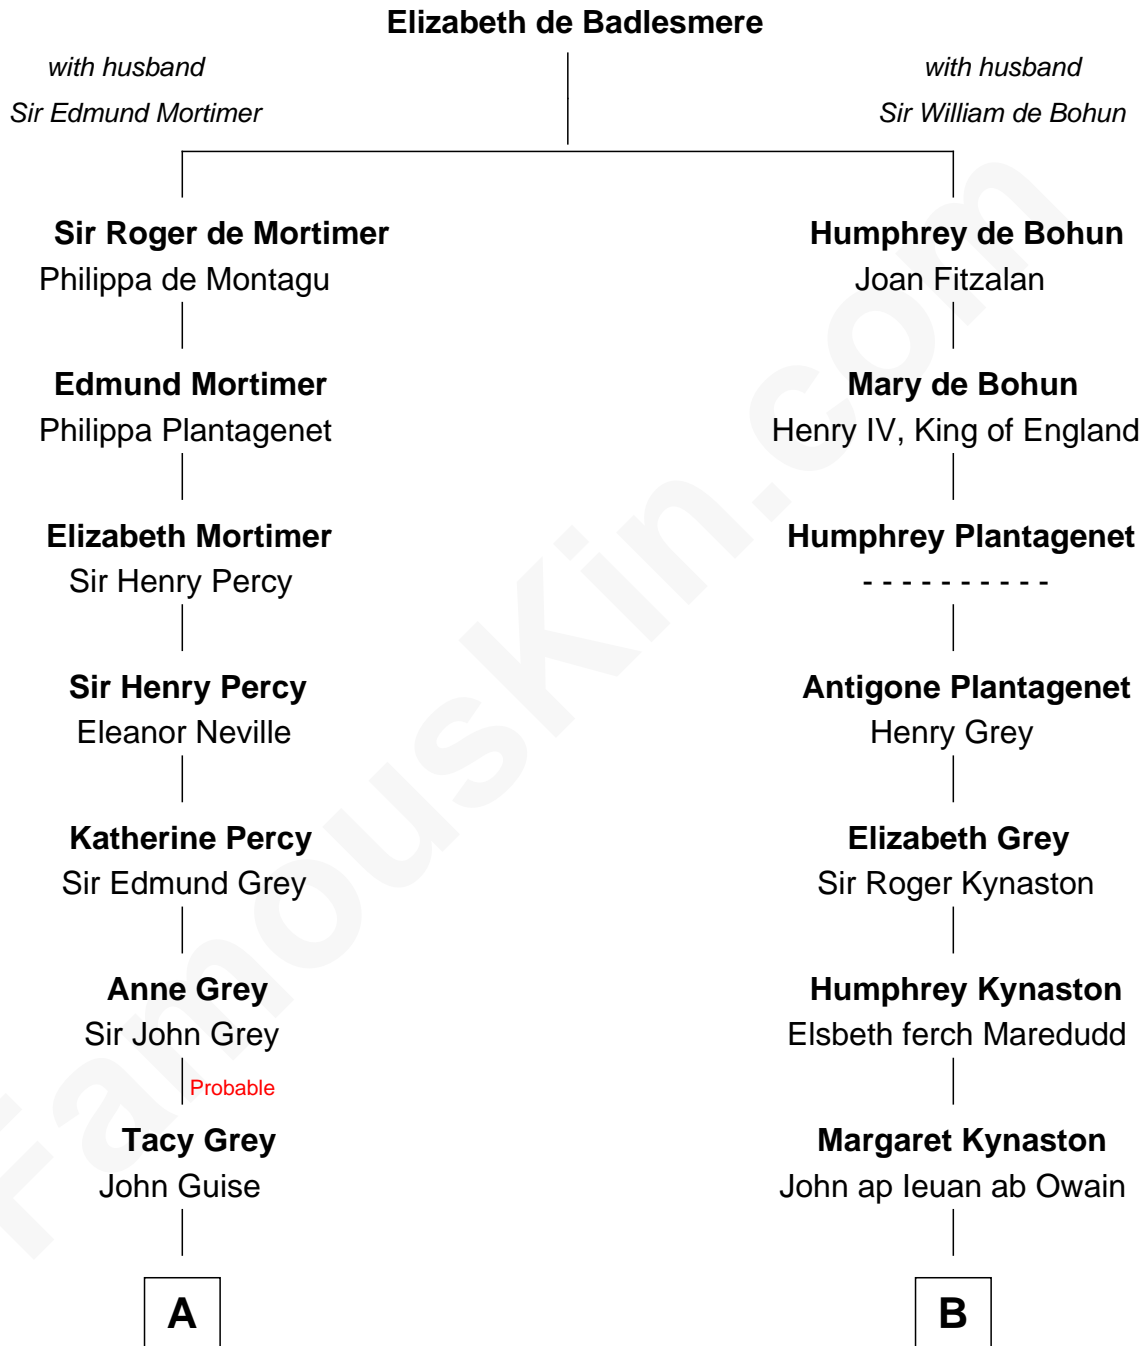 Elizabeth de Badlesmere
with husband
Sir Edmund Mortimer
with husband
Sir William de Bohun
Sir Roger de Mortimer
Philippa de Montagu
Humphrey de Bohun
Joan Fitzalan
Edmund Mortimer
Philippa Plantagenet
Mary de Bohun
Henry IV, King of England
Elizabeth Mortimer
Sir Henry Percy
Humphrey Plantagenet
- - - - - - - - - -
Sir Henry Percy
Eleanor Neville
Antigone Plantagenet
Henry Grey
Katherine Percy
Sir Edmund Grey
Elizabeth Grey
Sir Roger Kynaston
Anne Grey
Sir John Grey
Humphrey Kynaston
Elsbeth ferch Maredudd
Probable
Tacy Grey
John Guise
Margaret Kynaston
John ap Ieuan ab Owain
A
B
FamousKin.com